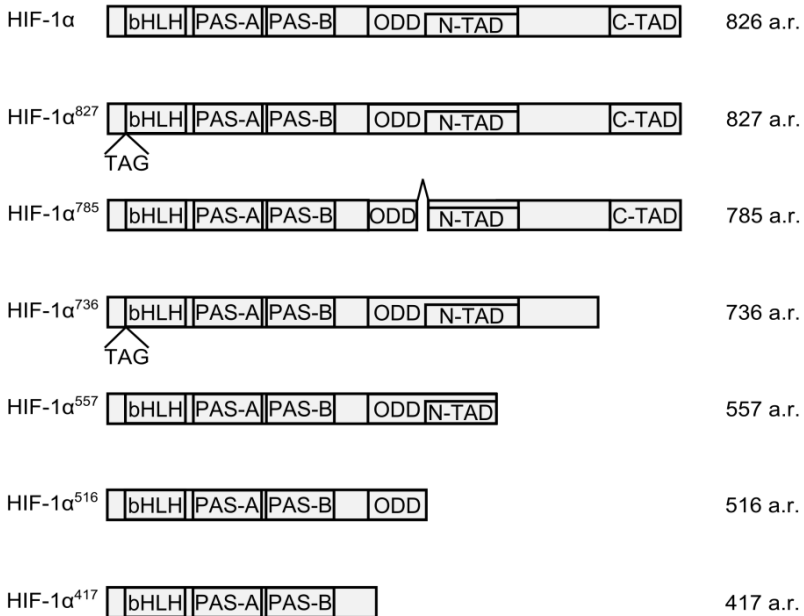 HIF-1α bHLH PAS-A PAS-B ODD N-TAD C-TAD 826 a.r.
HIF-1α⁸²⁷ bHLH PAS-A PAS-B ODD N-TAD C-TAD 827 a.r.
TAG
HIF-1α⁷⁸⁵ bHLH PAS-A PAS-B ODD N-TAD C-TAD 785 a.r.
HIF-1α⁷³⁶ bHLH PAS-A PAS-B ODD N-TAD 736 a.r.
TAG
HIF-1α⁵⁵⁷ bHLH PAS-A PAS-B ODD N-TAD 557 a.r.
HIF-1α⁵¹⁶ bHLH PAS-A PAS-B ODD 516 a.r.
HIF-1α⁴¹⁷ bHLH PAS-A PAS-B 417 a.r.